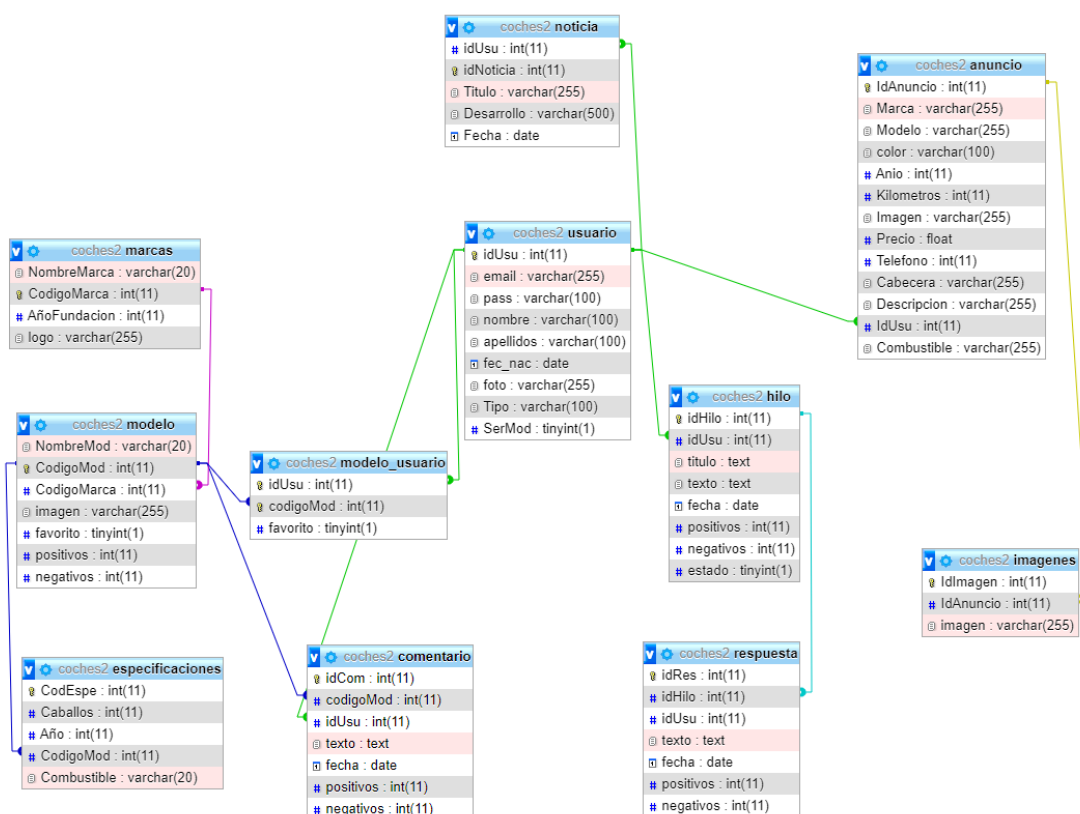 coches2 noticia
idUsu : int(11)
idNoticia : int(11)
Titulo : varchar(255)
Desarrollo : varchar(500)
Fecha : date
coches2 anuncio
IdAnuncio : int(11)
Marca : varchar(255)
Modelo : varchar(255)
color : varchar(100)
Anio : int(11)
Kilometros : int(11)
Imagen : varchar(255)
Precio : float
Telefono : int(11)
Cabecera : varchar(255)
Descripcion : varchar(255)
IdUsu : int(11)
Combustible : varchar(255)
coches2 usuario
idUsu : int(11)
email : varchar(255)
pass : varchar(100)
nombre : varchar(100)
apellidos : varchar(100)
fec_nac : date
foto : varchar(255)
Tipo : varchar(100)
SerMod : tinyint(1)
coches2 marcas
NombreMarca : varchar(20)
CodigoMarca : int(11)
AñoFundacion : int(11)
logo : varchar(255)
coches2 modelo
NombreMod : varchar(20)
CodigoMod : int(11)
CodigoMarca : int(11)
imagen : varchar(255)
favorito : tinyint(1)
positivos : int(11)
negativos : int(11)
coches2 modelo_usuario
idUsu : int(11)
codigoMod : int(11)
favorito : tinyint(1)
coches2 hilo
idHilo : int(11)
idUsu : int(11)
titulo : text
texto : text
fecha : date
positivos : int(11)
negativos : int(11)
estado : tinyint(1)
coches2 imagenes
IdImagen : int(11)
IdAnuncio : int(11)
imagen : varchar(255)
coches2 especificaciones
CodEspe : int(11)
Caballos : int(11)
Año : int(11)
CodigoMod : int(11)
Combustible : varchar(20)
coches2 comentario
idCom : int(11)
codigoMod : int(11)
idUsu : int(11)
texto : text
fecha : date
positivos : int(11)
negativos : int(11)
coches2 respuesta
idRes : int(11)
idHilo : int(11)
idUsu : int(11)
texto : text
fecha : date
positivos : int(11)
negativos : int(11)